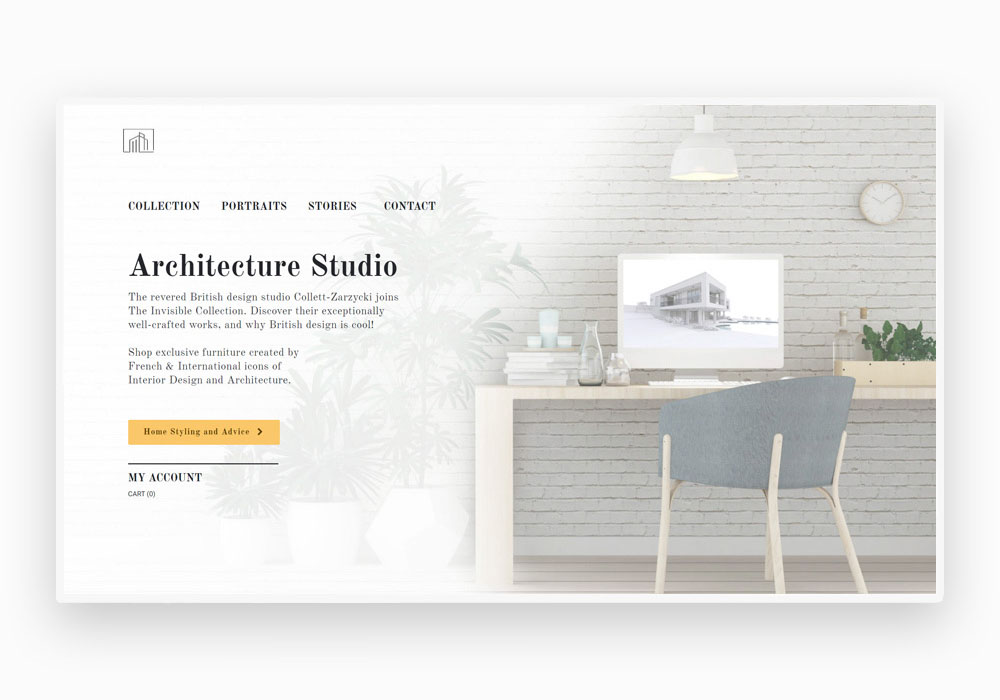 COLLECTION PORTRAITS STORIES CONTACT
Architecture Studio
The revered British design studio Collett-Zarzycki joins
The Invisible Collection. Discover their exceptionally
well-crafted works, and why British design is cool!
Shop exclusive furniture created by
French & International icons of
Interior Design and Architecture.
Home Styling and Advice
MY ACCOUNT
CART (0)